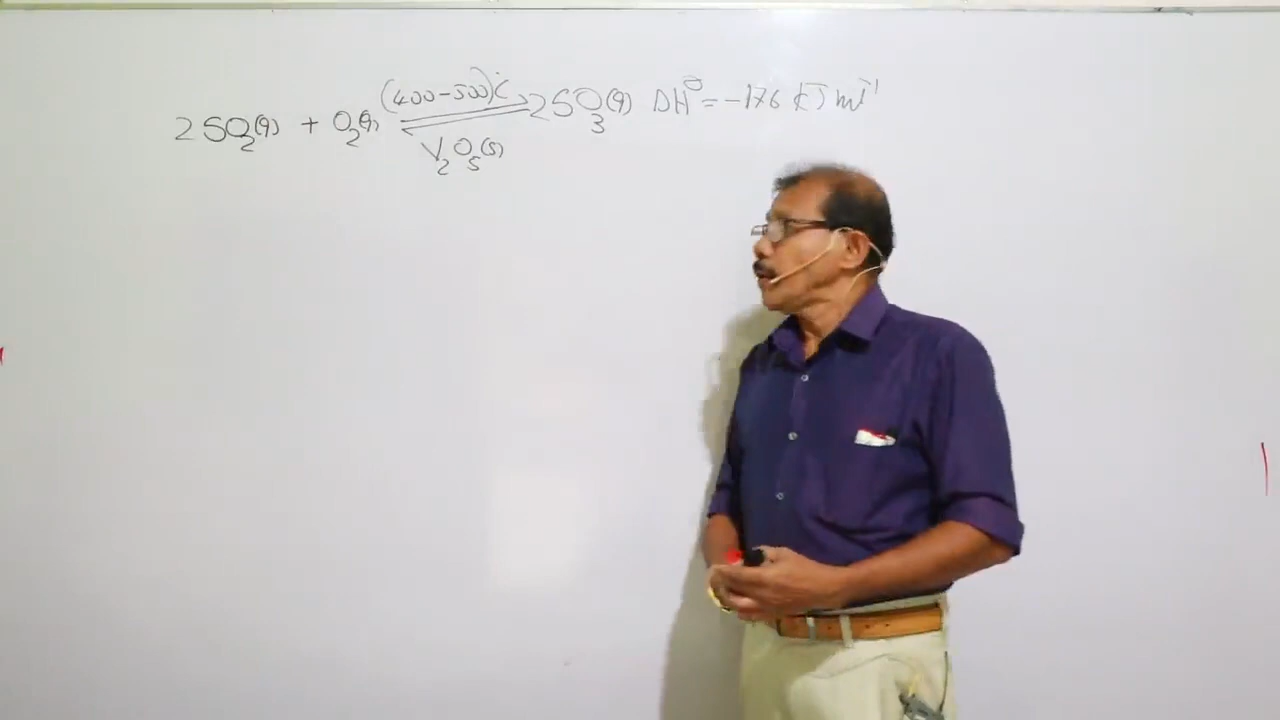 2SO₂(g) + O₂(g) ⇌ 2SO₃(g) ΔH° = -176 kJ mol⁻¹
(400-500)°C
V₂O₅(s)